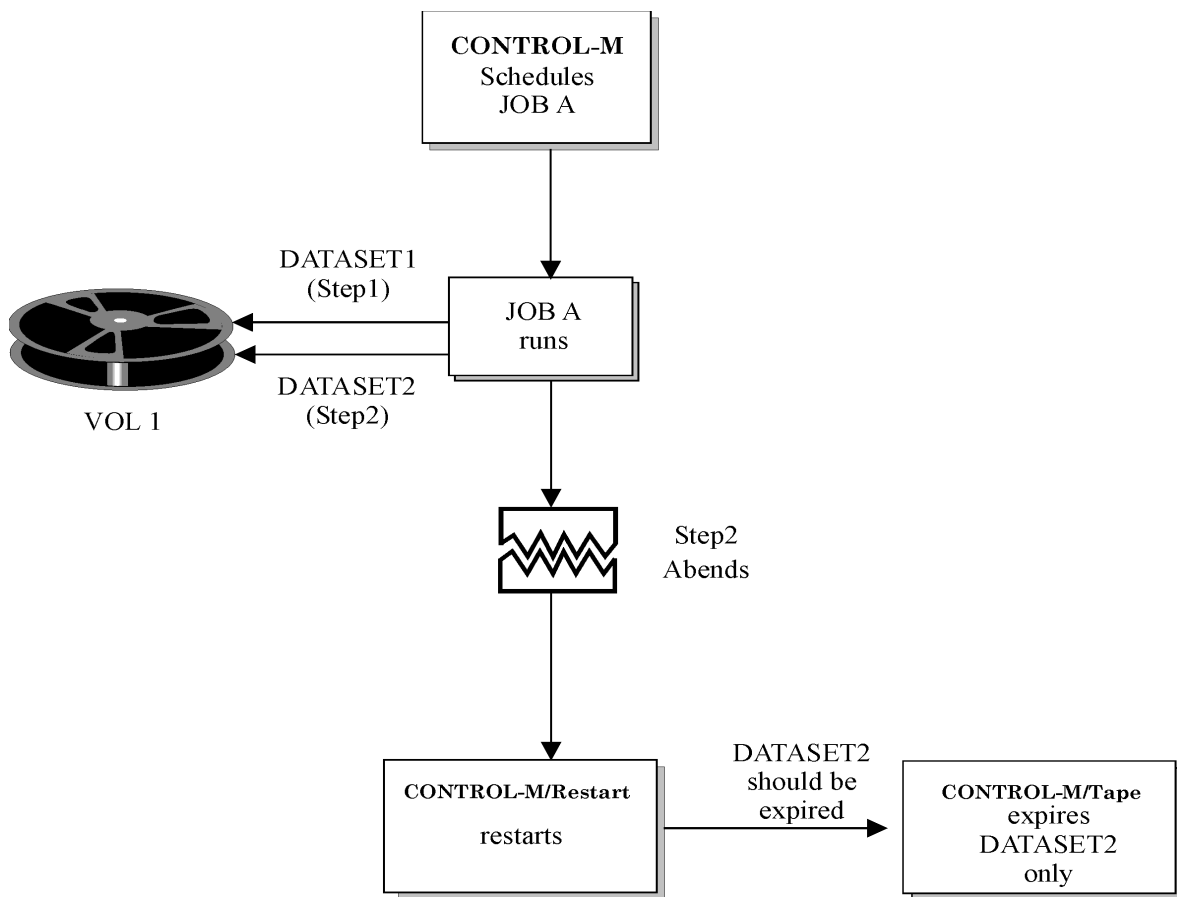 CONTROL-M
Schedules
JOB A
DATASET1
(Step1)
JOB A
runs
DATASET2
(Step2)
VOL 1
Step2
Abends
CONTROL-M/Restart
restarts
DATASET2
should be
expired
CONTROL-M/Tape
expires
DATASET2
only